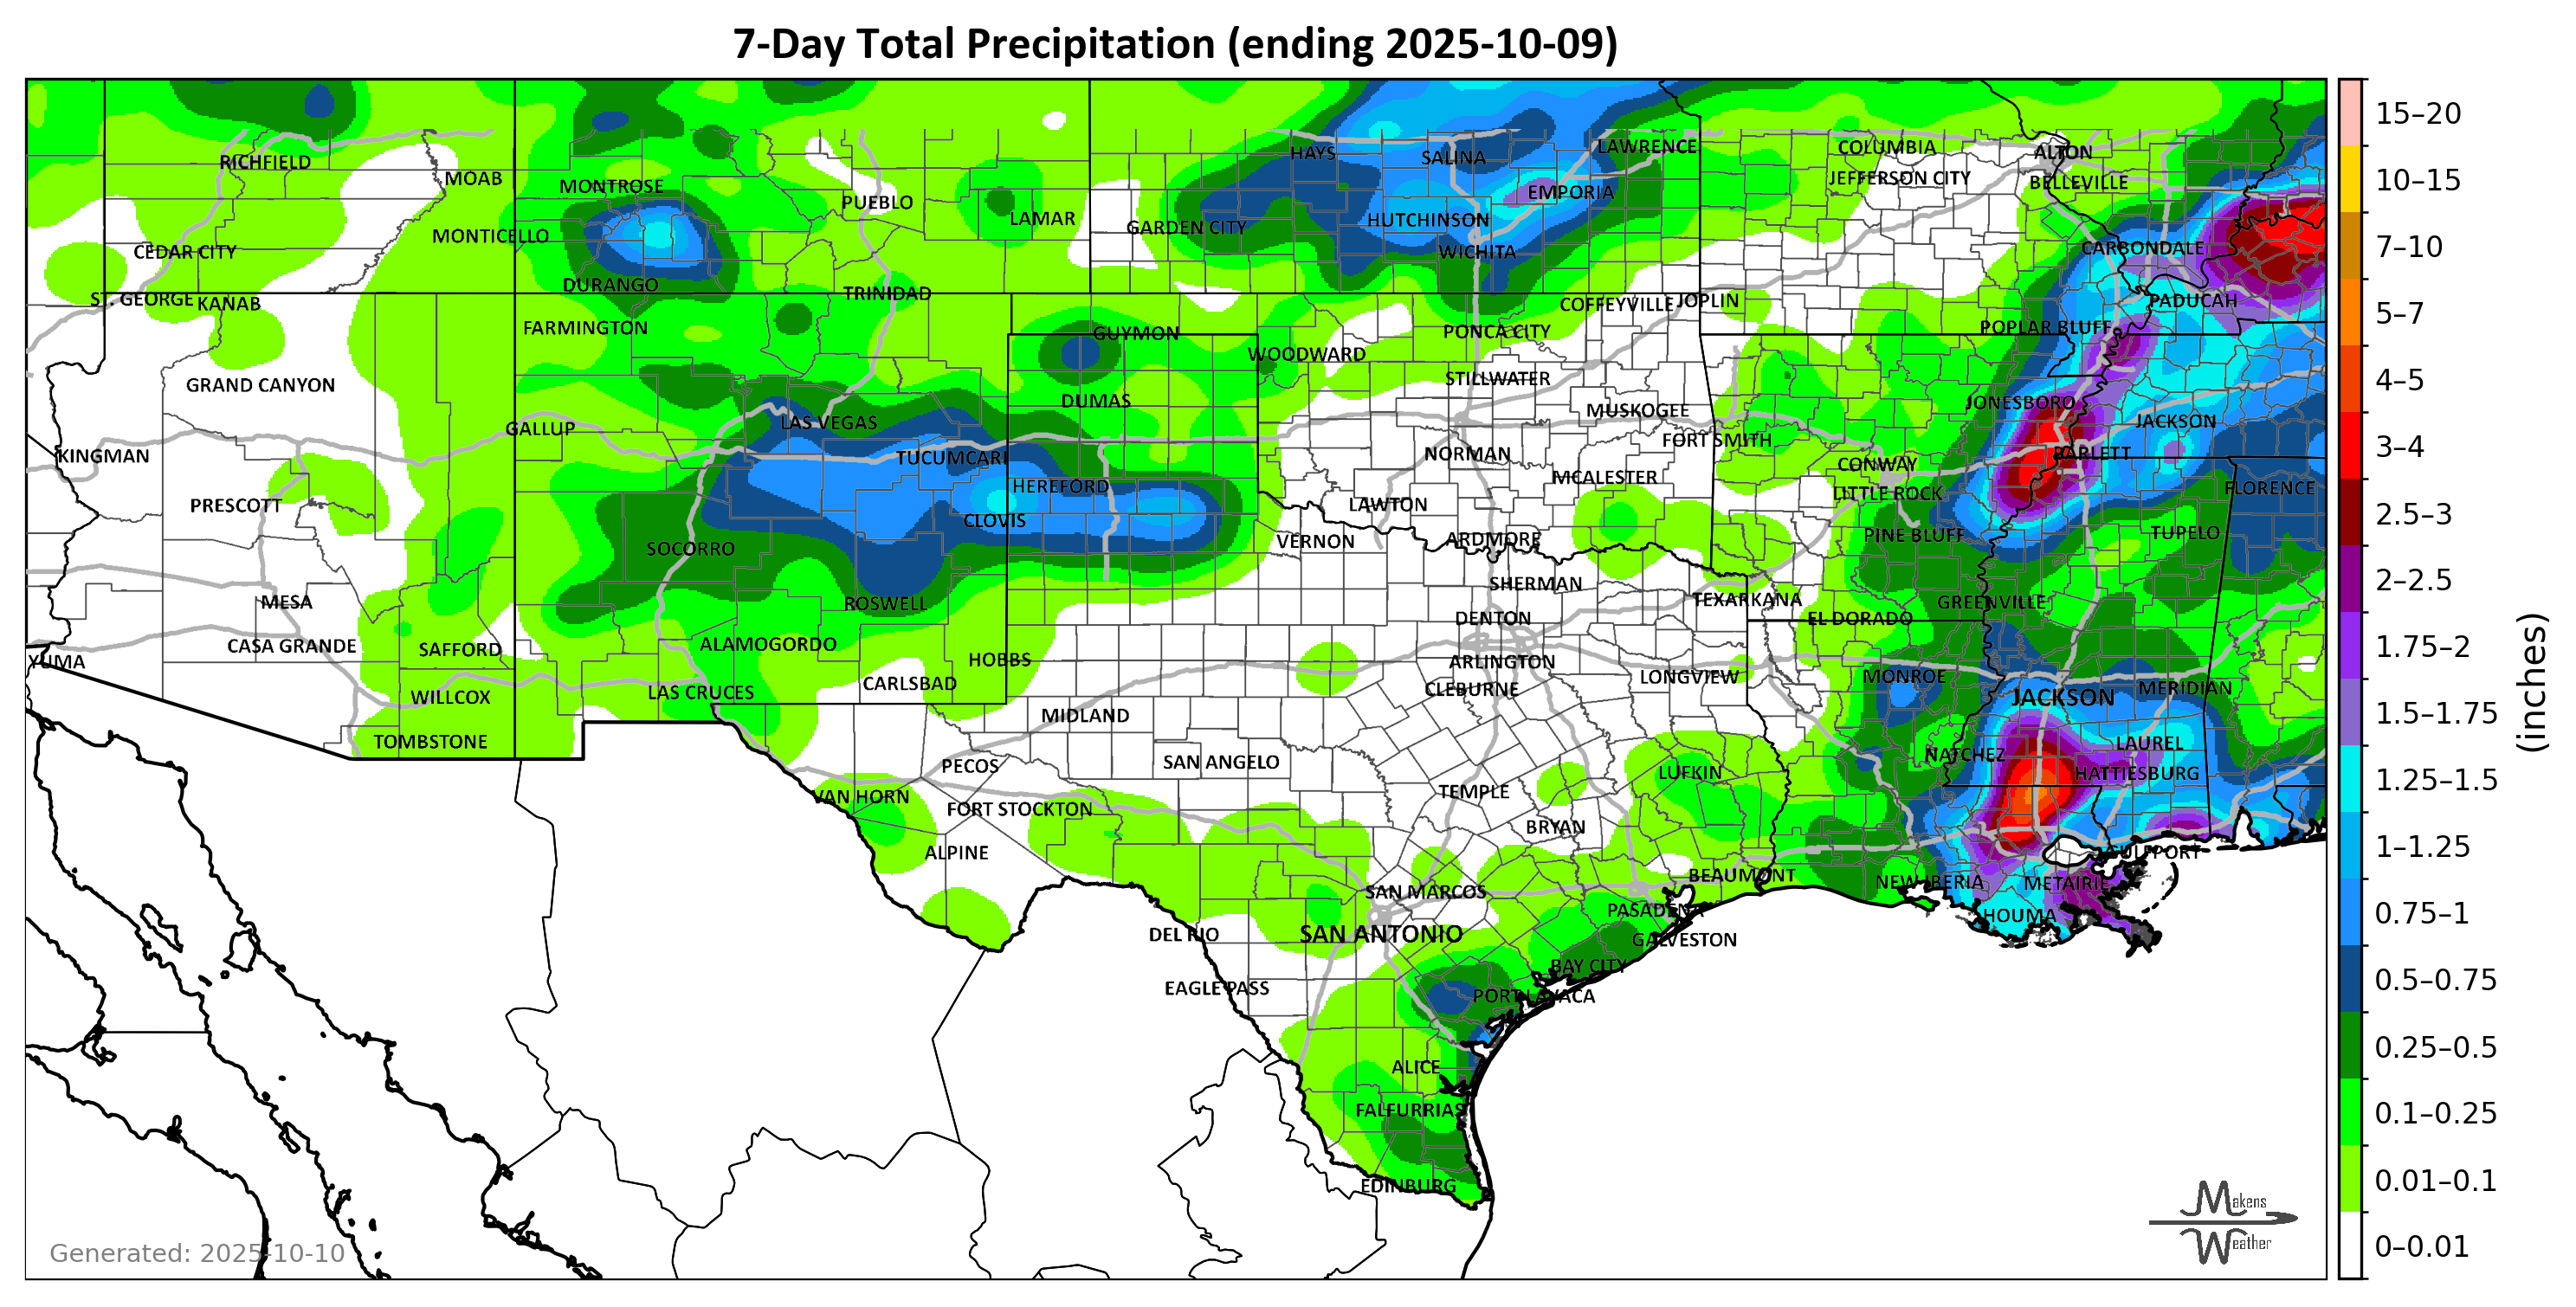 7-Day Total Precipitation (ending 2025-10-09)
RICHFIELD
MOAB
MONTROSE
PUEBLO
LAMAR
HAYS
SALINA
LAWRENCE
COLUMBIA
ALTON
JEFFERSON CITY
BELLEVILLE
EMPORIA
HUTCHINSON
GARDEN CITY
WICHITA
MONTICELLO
CEDAR CITY
CARBONDALE
DURANGO
TRINIDAD
ST. GEORGE
KANAB
COFFEYVILLE
JOPLIN
PADUCAH
FARMINGTON
GUYMON
PONCA CITY
POPLAR BLUFF
WOODWARD
GRAND CANYON
STILLWATER
DUMAS
MUSKOGEE
JONESBORO
JACKSON
LAS VEGAS
GALLUP
FORT SMITH
KINGMAN
TUCUMCARI
NORMAN
BARLETT
CONWAY
HEREFORD
MCALESTER
LITTLE ROCK
FLORENCE
PRESCOTT
LAWTON
CLOVIS
VERNON
ARDMORE
PINE BLUFF
TUPELO
SOCORRO
SHERMAN
MESA
ROSWELL
TEXARKANA
GREENVILLE
DENTON
EL DORADO
CASA GRANDE
SAFFORD
ALAMOGORDO
HOBBS
ARLINGTON
YUMA
LONGVIEW
MONROE
CARLSBAD
CLEBURNE
WILLCOX
LAS CRUCES
JACKSON
MERIDIAN
MIDLAND
TOMBSTONE
LAUREL
PECOS
SAN ANGELO
NATCHEZ
LUFKIN
HATTIESBURG
VAN HORN
FORT STOCKTON
TEMPLE
BRYAN
ALPINE
GULFPORT
BEAUMONT
SAN MARCOS
NEW IBERIA
METAIRIE
PASADENA
HOUMA
DEL RIO
SAN ANTONIO
GALVESTON
BAY CITY
EAGLE PASS
PORT LAVACA
ALICE
FALFURRIAS
EDINBURG
Generated: 2025-10-10
Makens
Weather
15–20
10–15
7–10
5–7
4–5
3–4
2.5–3
2–2.5
1.75–2
1.5–1.75
1.25–1.5
1–1.25
0.75–1
0.5–0.75
0.25–0.5
0.1–0.25
0.01–0.1
0–0.01
(inches)